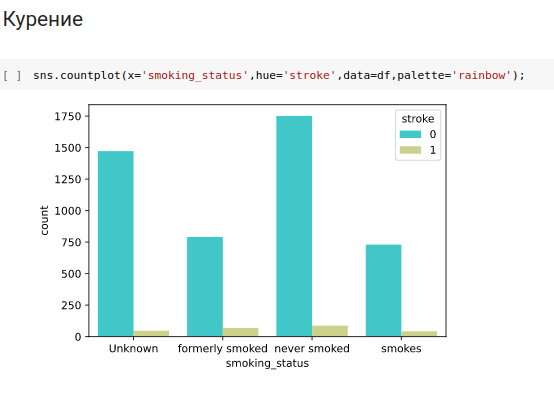 Курение
[ ] sns.countplot(x='smoking_status',hue='stroke',data=df,palette='rainbow');
stroke
0
1
1750
1500
1250
1000
750
500
250
0
count
Unknown formerly smoked never smoked smokes
smoking_status